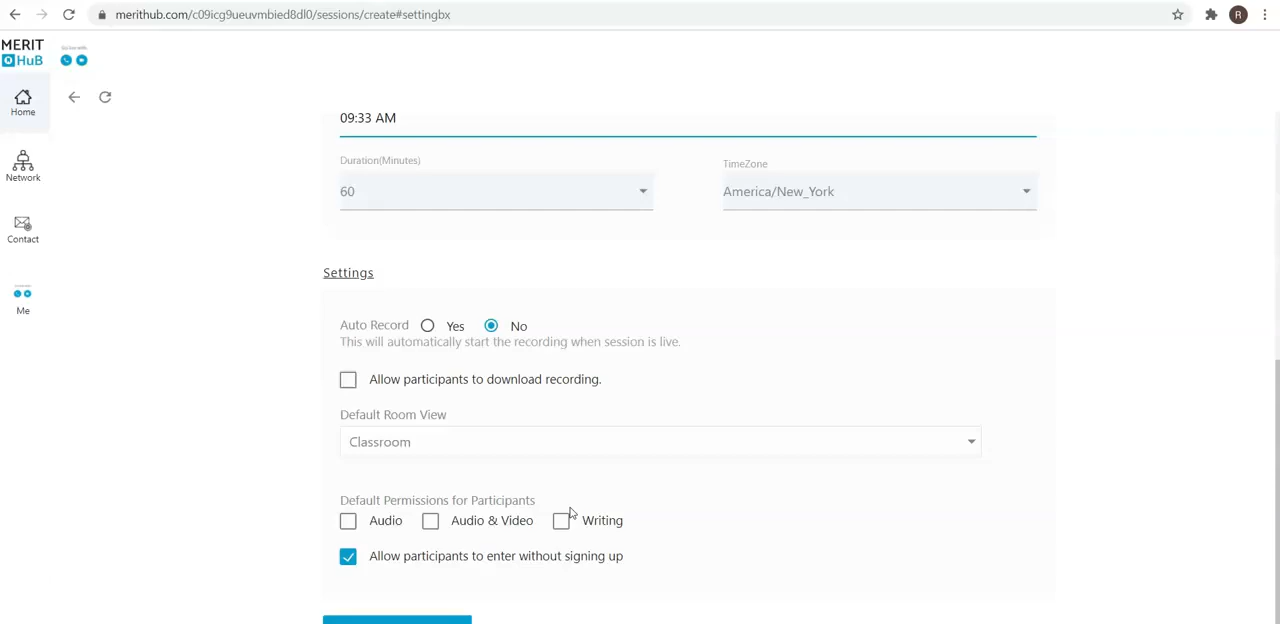 merithub.com/c09icg9ueuvmbied8dl0/sessions/create#settingbx
R
MERIT
HUB
Home
Network
Contact
Me
09:33 AM
Duration(Minutes)
TimeZone
60
America/New_York
Settings
Auto Record Yes No
This will automatically start the recording when session is live.
Allow participants to download recording.
Default Room View
Classroom
Default Permissions for Participants
Audio Audio & Video Writing
Allow participants to enter without signing up